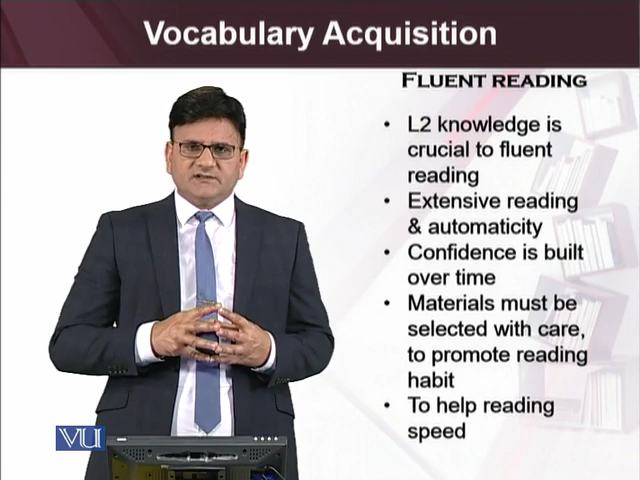 Vocabulary Acquisition
FLUENT READING
• L2 knowledge is
crucial to fluent
reading
• Extensive reading
& automaticity
• Confidence is built
over time
• Materials must be
selected with care,
to promote reading
habit
• To help reading
speed
VU